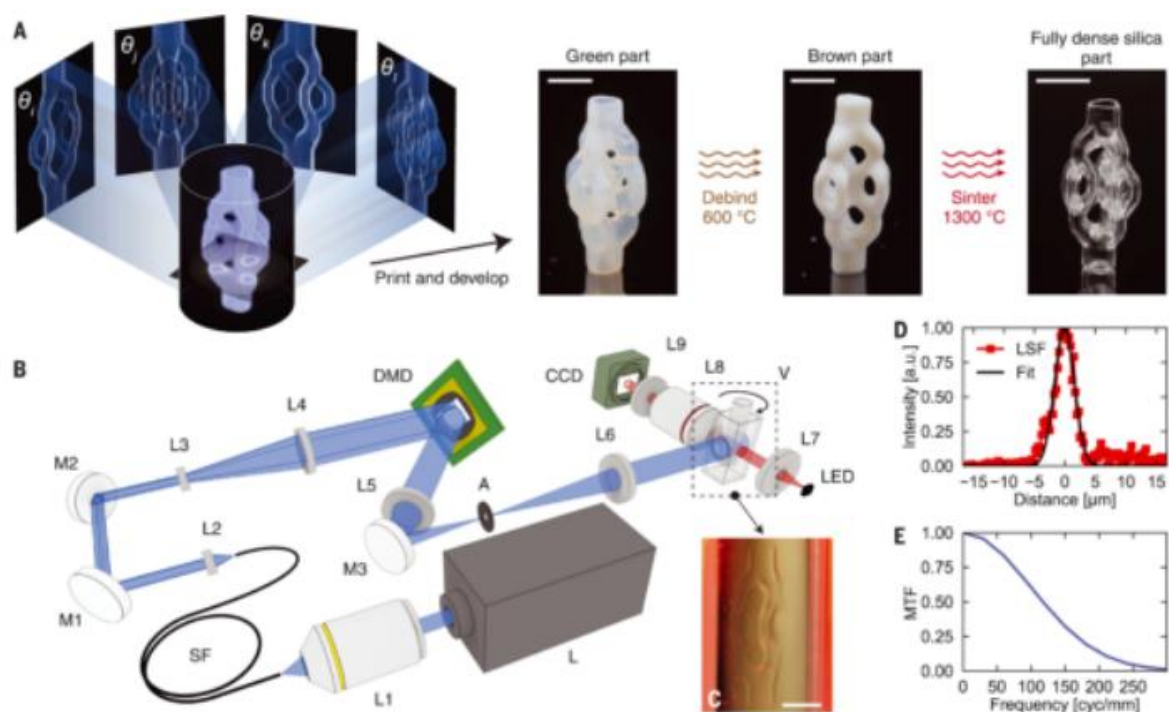 A
θi
θj
θk
θl
Print and develop
Green part
Brown part
Fully dense silica
part
Debind
600 °C
Sinter
1300 °C
B
M2
M1
L3
L4
L2
SF
DMD
L5
M3
A
L1
L
L6
CCD
L9
L8
V
L7
LED
C
D
1.00
0.75
0.50
0.25
0.00
Intensity [a.u.]
LSF
Fit
−15 −10 −5 0 5 10 15
Distance [µm]
E
1.00
0.75
0.50
0.25
0.00
MTF
0 50 100 150 200 250
Frequency [cyc/mm]